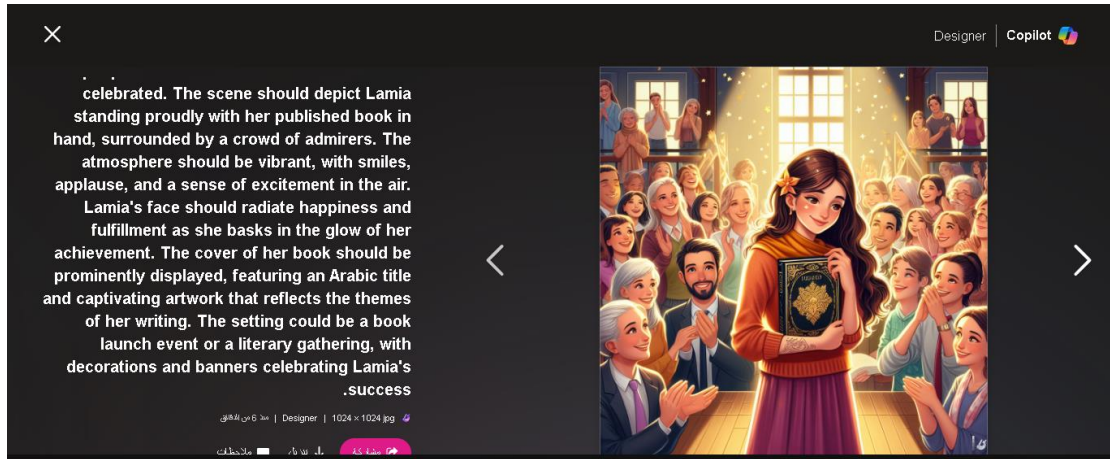 Designer | Copilot
celebrated. The scene should depict Lamia
standing proudly with her published book in
hand, surrounded by a crowd of admirers. The
atmosphere should be vibrant, with smiles,
applause, and a sense of excitement in the air.
Lamia's face should radiate happiness and
fulfillment as she basks in the glow of her
achievement. The cover of her book should be
prominently displayed, featuring an Arabic title
and captivating artwork that reflects the themes
of her writing. The setting could be a book
launch event or a literary gathering, with
decorations and banners celebrating Lamia's
.success
منذ 6 من الدقائق | Designer | 1024 × 1024 jpg
مشاركة تنزيل ملاحظات